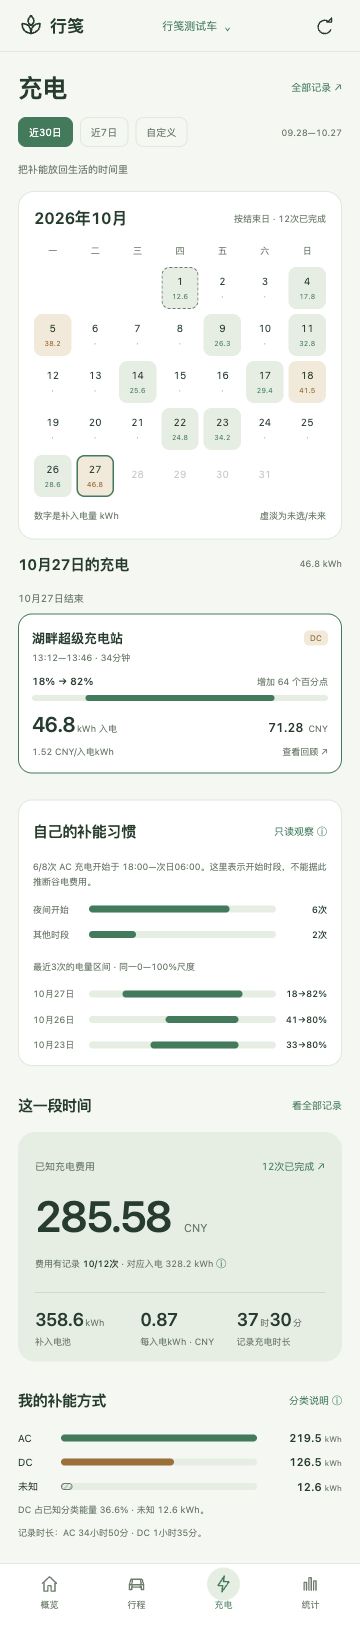 行笺
行笺测试车 ⌄
充电
全部记录 ↗
近30日 近7日 自定义 09.28—10.27
把补能放回生活的时间里
2026年10月 按结束日 · 12次已完成
一 二 三 四 五 六 日
1 2 3 4
12.6 · · 17.8
5 6 7 8 9 10 11
38.2 · · · 26.3 · 32.8
12 13 14 15 16 17 18
· · 25.6 · · 29.4 41.5
19 20 21 22 23 24 25
· · · 24.8 34.2 · ·
26 27 28 29 30 31
28.6 46.8
数字是补入电量 kWh 虚淡为未选/未来
10月27日的充电 46.8 kWh
10月27日结束
湖畔超级充电站 DC
13:12—13:46 · 34分钟
18% → 82% 增加 64 个百分点
46.8 kWh 入电 71.28 CNY
1.52 CNY/入电kWh 查看回顾 ↗
自己的补能习惯 只读观察 ⓘ
6/8次 AC 充电开始于 18:00—次日06:00。这里表示开始时段，不能据此
推断谷电费用。
夜间开始 6次
其他时段 2次
最近3次的电量区间 · 同一0—100%尺度
10月27日 18→82%
10月26日 41→80%
10月23日 33→80%
这一段时间 看全部记录
已知充电费用 12次已完成 ↗
285.58 CNY
费用有记录 10/12次 · 对应入电 328.2 kWh ⓘ
358.6 kWh 0.87 37 时 30 分
补入电池 每入电kWh · CNY 记录充电时长
我的补能方式 分类说明 ⓘ
AC 219.5 kWh
DC 126.5 kWh
未知 12.6 kWh
DC 占已知分类能量 36.6% · 未知 12.6 kWh。
记录时长： AC 34小时50分 · DC 1小时35分。
概览 行程 充电 统计